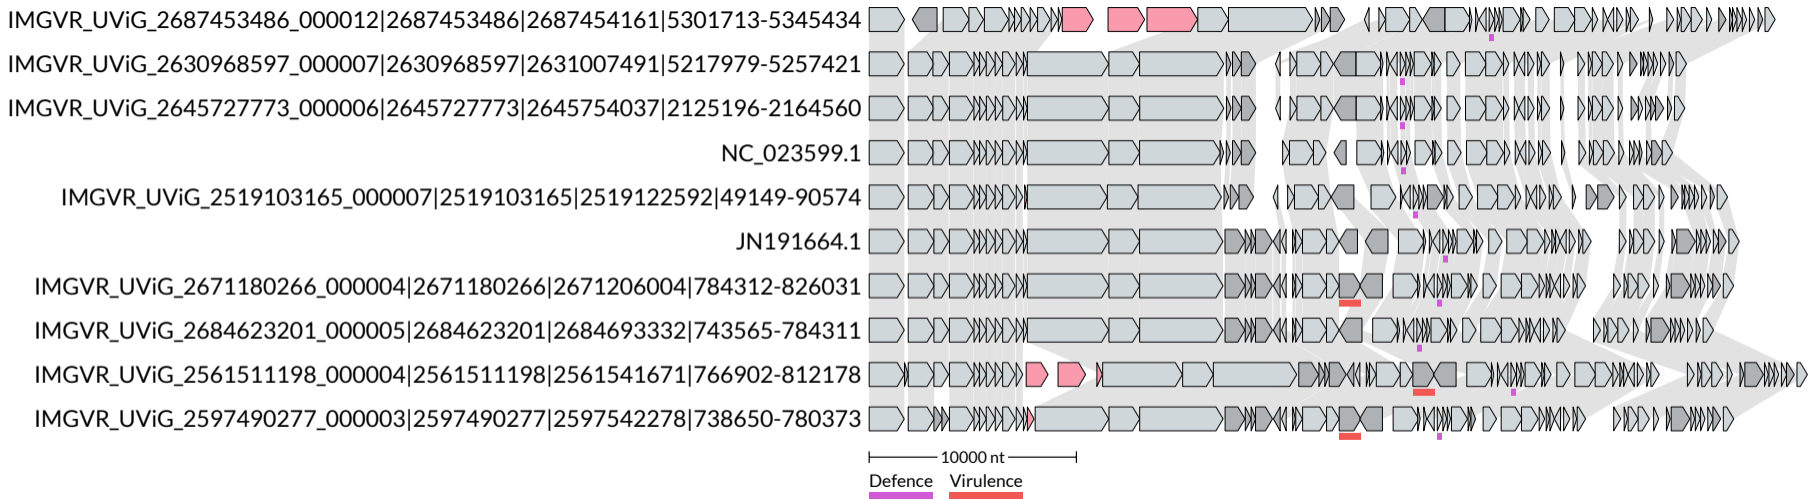 IMGVR_UViG_2687453486_000012|2687453486|2687454161|5301713-5345434
IMGVR_UViG_2630968597_000007|2630968597|2631007491|5217979-5257421
IMGVR_UViG_2645727773_000006|2645727773|2645754037|2125196-2164560
NC_023599.1
IMGVR_UViG_2519103165_000007|2519103165|2519122592|49149-90574
JN191664.1
IMGVR_UViG_2671180266_000004|2671180266|2671206004|784312-826031
IMGVR_UViG_2684623201_000005|2684623201|2684693332|743565-784311
IMGVR_UViG_2561511198_000004|2561511198|2561541671|766902-812178
IMGVR_UViG_2597490277_000003|2597490277|2597542278|738650-780373
10000 nt
Defence Virulence